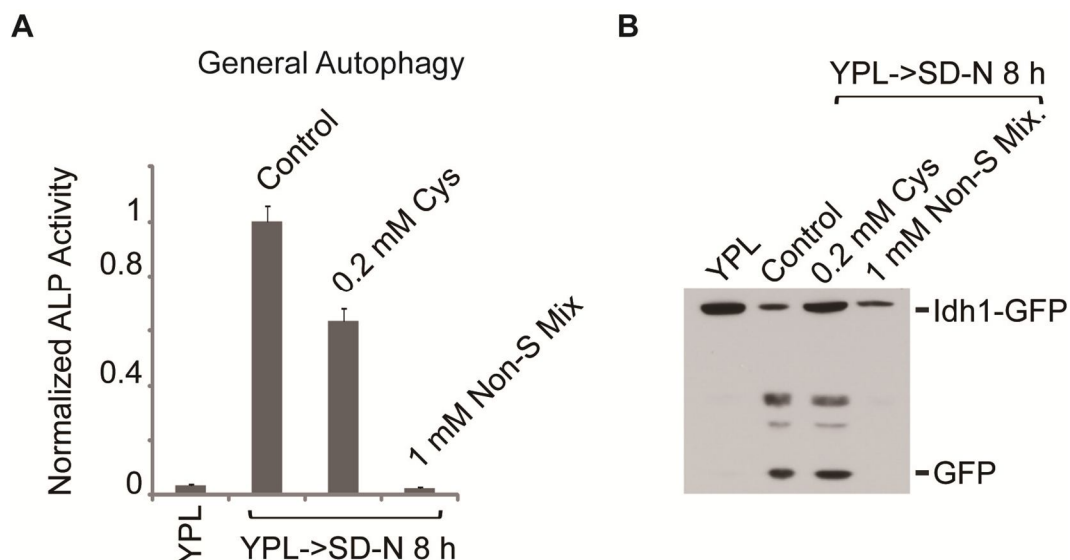 A
General Autophagy
Normalized ALP Activity
1
0.8
0.4
0
Control
0.2 mM Cys
1 mM Non-S Mix
YPL
YPL->SD-N 8 h
B
YPL->SD-N 8 h
YPL
Control
0.2 mM Cys
1 mM Non-S Mix.
Idh1-GFP
GFP